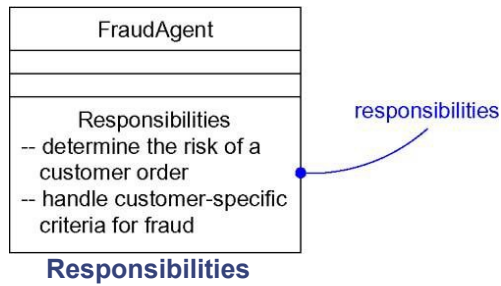 FraudAgent
Responsibilities
-- determine the risk of a
customer order
-- handle customer-specific
criteria for fraud
responsibilities
Responsibilities